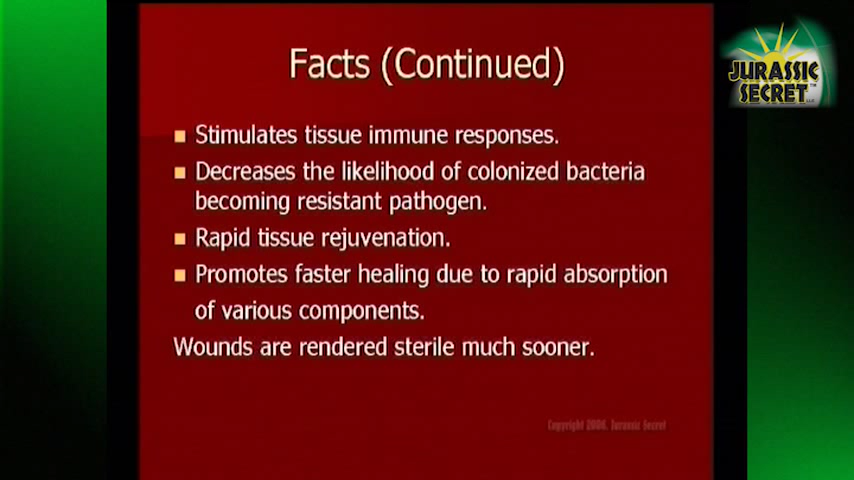 Facts (Continued)
JURASSIC
SECRET™
Stimulates tissue immune responses.
Decreases the likelihood of colonized bacteria
becoming resistant pathogen.
Rapid tissue rejuvenation.
Promotes faster healing due to rapid absorption
of various components.
Wounds are rendered sterile much sooner.
Copyright 2006, Jurassic Secret